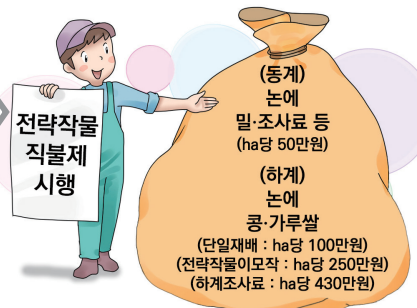 전략작물
직불제
시행
(동계)
논에
밀·조사료 등
(ha당 50만원)
(하계)
논에
콩·가루쌀
(단일재배 : ha당 100만원)
(전략작물이모작 : ha당 250만원)
(하계조사료 : ha당 430만원)